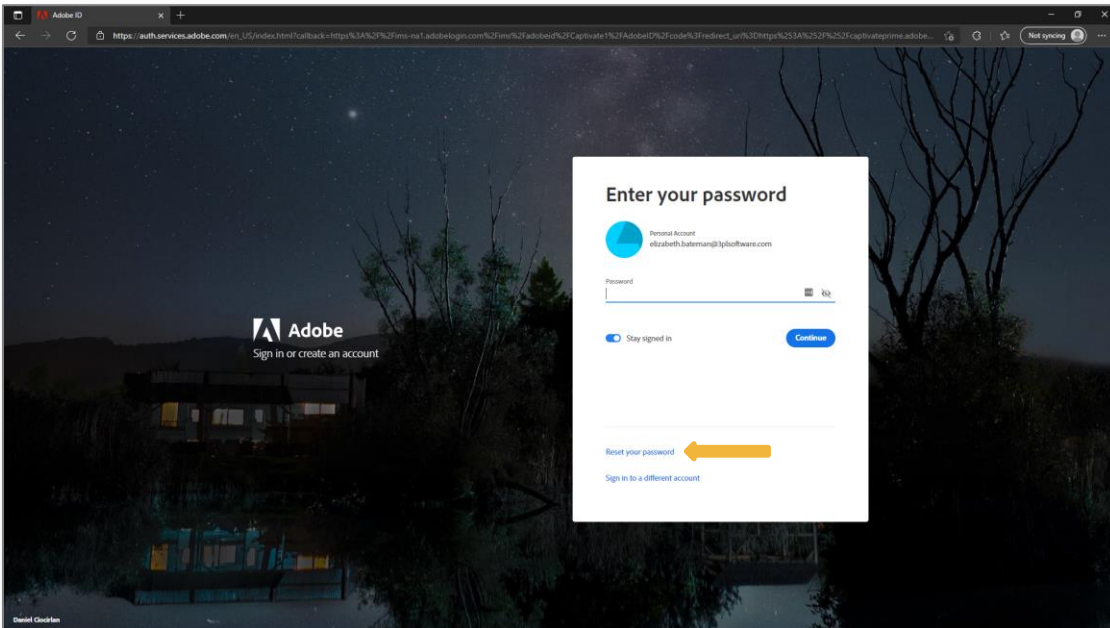 Adobe ID
https://auth.services.adobe.com/en_US/index.html?callback=https%3A%2F%2Fims-na1.adobelogin.com%2Fims%2Fadobeid%2FCaptivate1%2FAdobeID%2Fcode%3Fredirect_uri%3Dhttps%253A%252F%252Fcaptivateprime.adobe...
Not syncing
Enter your password
Personal Account
elizabeth.bateman@3plsoftware.com
Password
Adobe
Sign in or create an account
Stay signed in
Continue
Reset your password
Sign in to a different account
Daniel Ciocirlan